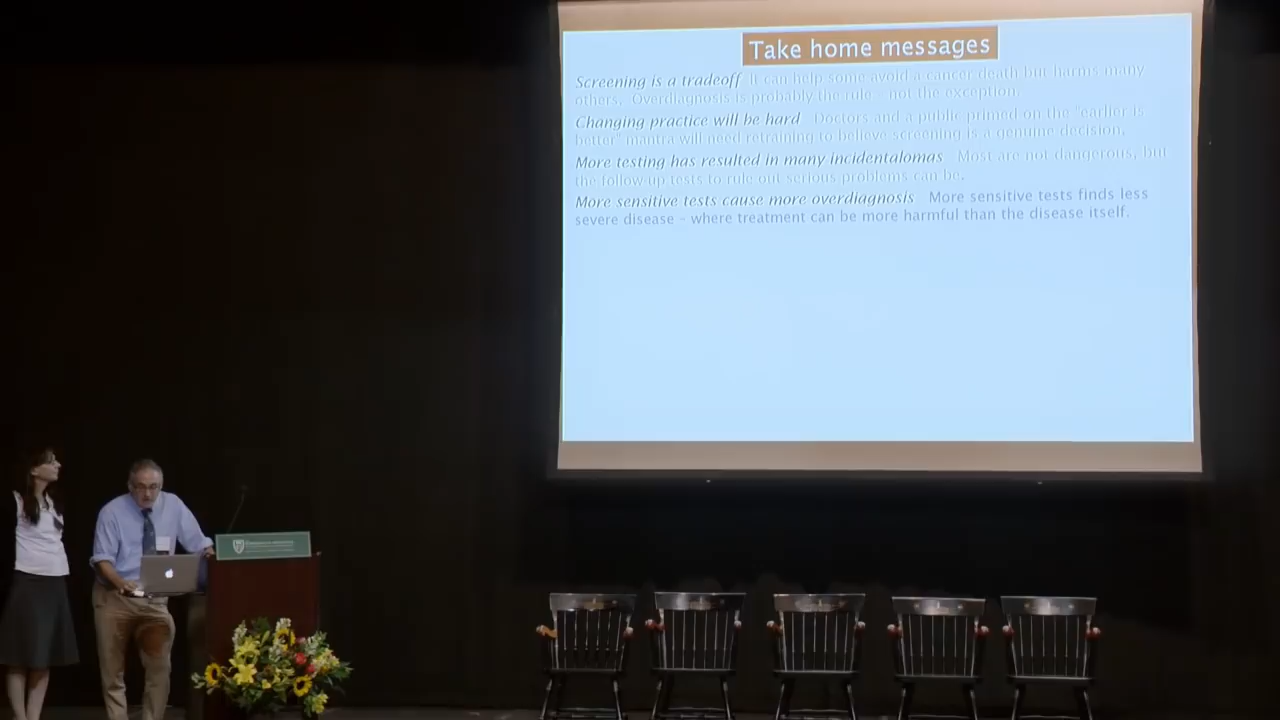 Take home messages
Screening is a tradeoff It can help some avoid a cancer death but harms many
others. Overdiagnosis is probably the rule – not the exception.
Changing practice will be hard Doctors and a public primed on the "earlier is
better" mantra will need retraining to believe screening is a genuine decision.
More testing has resulted in many incidentalomas Most are not dangerous, but
the follow up tests to rule out serious problems can be.
More sensitive tests cause more overdiagnosis More sensitive tests finds less
severe disease – where treatment can be more harmful than the disease itself.